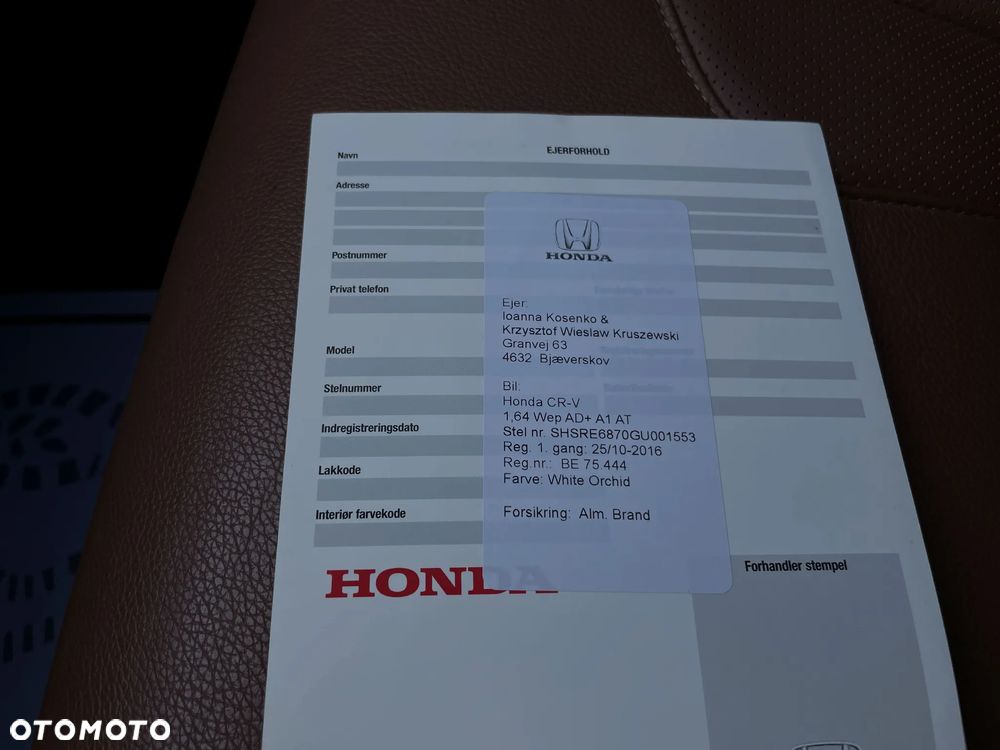 EJERFORHOLD
Navn
Adresse
Postnummer
Privat telefon
Model
Stelnummer
Indregistreringsdato
Lakkode
Interiør farvekode
HONDA
Ejer:
Ioanna Kosenko &
Krzysztof Wieslaw Kruszewski
Granvej 63
4632 Bjæverskov
Bil:
Honda CR-V
1,64 Wep AD+ A1 AT
Stel nr. SHSRE6870GU001553
Reg. 1. gang: 25/10-2016
Reg.nr.: BE 75.444
Farve: White Orchid
Forsikring: Alm. Brand
HONDA
Forhandler stempel
OTOMOTO